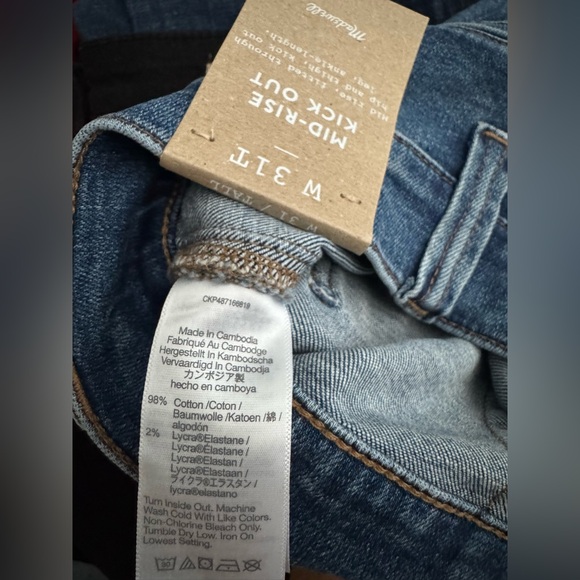 Madewell
MID-RISE
KICK OUT
Mid rise, fitted through
hip and thigh, kick out
leg, ankle-length.
W 31T
W 31 / TALL
CKP487166619
Made in Cambodia
Fabriqué Au Cambodge
Hergestellt In Kambodscha
Vervaardigd In Cambodja
カンボジア製
hecho en camboya
98% Cotton /Coton /
Baumwolle /Katoen /綿 /
algodón
2% Lycra®Elastane /
Lycra®Elasthanne/
Lycra®Elastan /
Lycra®Elastaan /
ライクラ®エラスタン /
lycra®elastano
Turn Inside Out. Machine
Wash Cold With Like Colors.
Non-Chlorine Bleach Only.
Tumble Dry Low. Iron On
Lowest Setting.